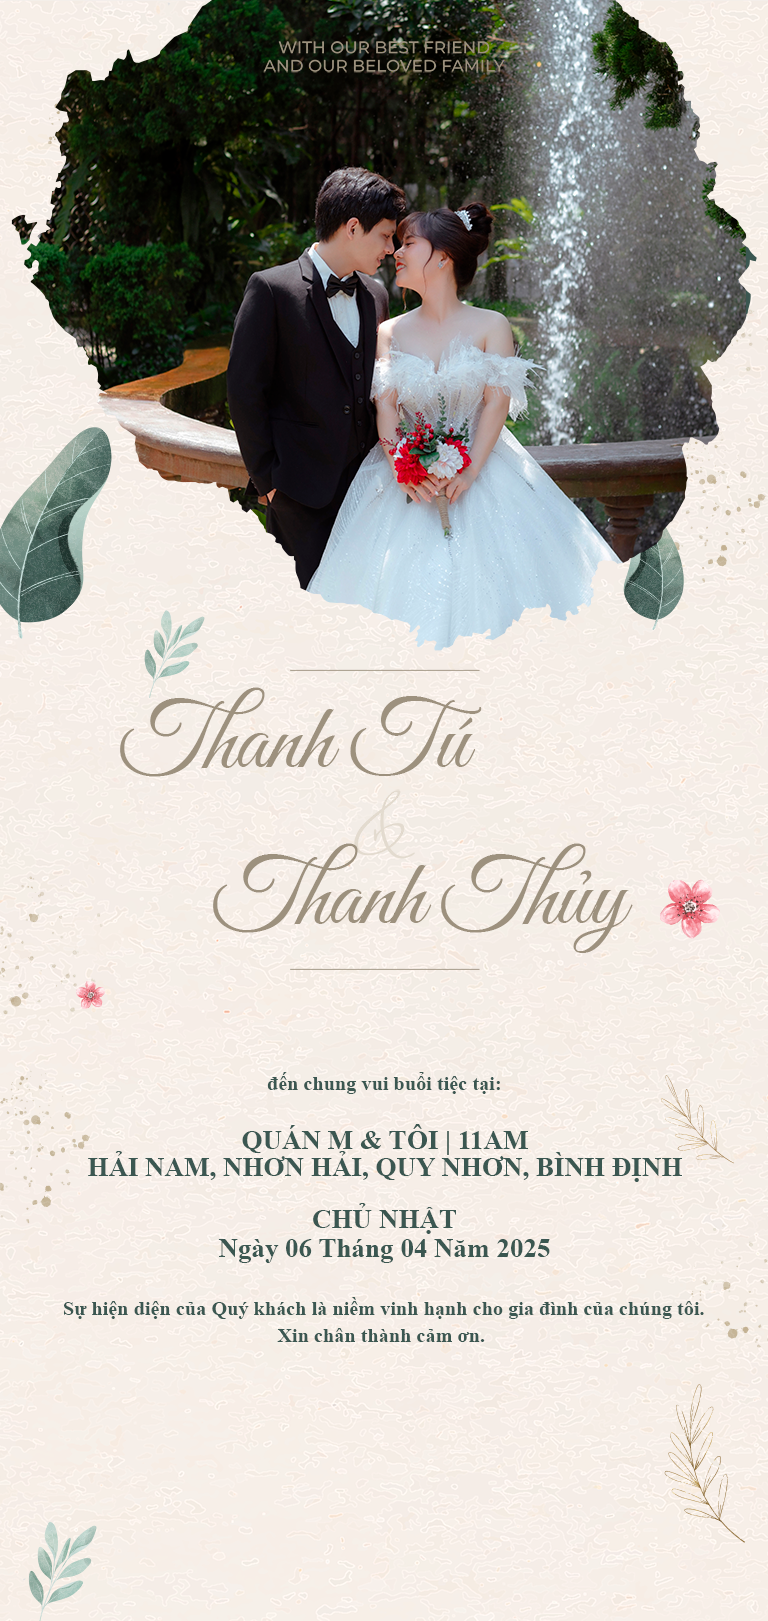 WITH OUR BEST FRIEND
AND OUR BELOVED FAMILY
Thanh Tú
&
Thanh Thủy
đến chung vui buổi tiệc tại:
QUÁN M & TÔI | 11AM
HẢI NAM, NHƠN HẢI, QUY NHƠN, BÌNH ĐỊNH
CHỦ NHẬT
Ngày 06 Tháng 04 Năm 2025
Sự hiện diện của Quý khách là niềm vinh hạnh cho gia đình của chúng tôi.
Xin chân thành cảm ơn.